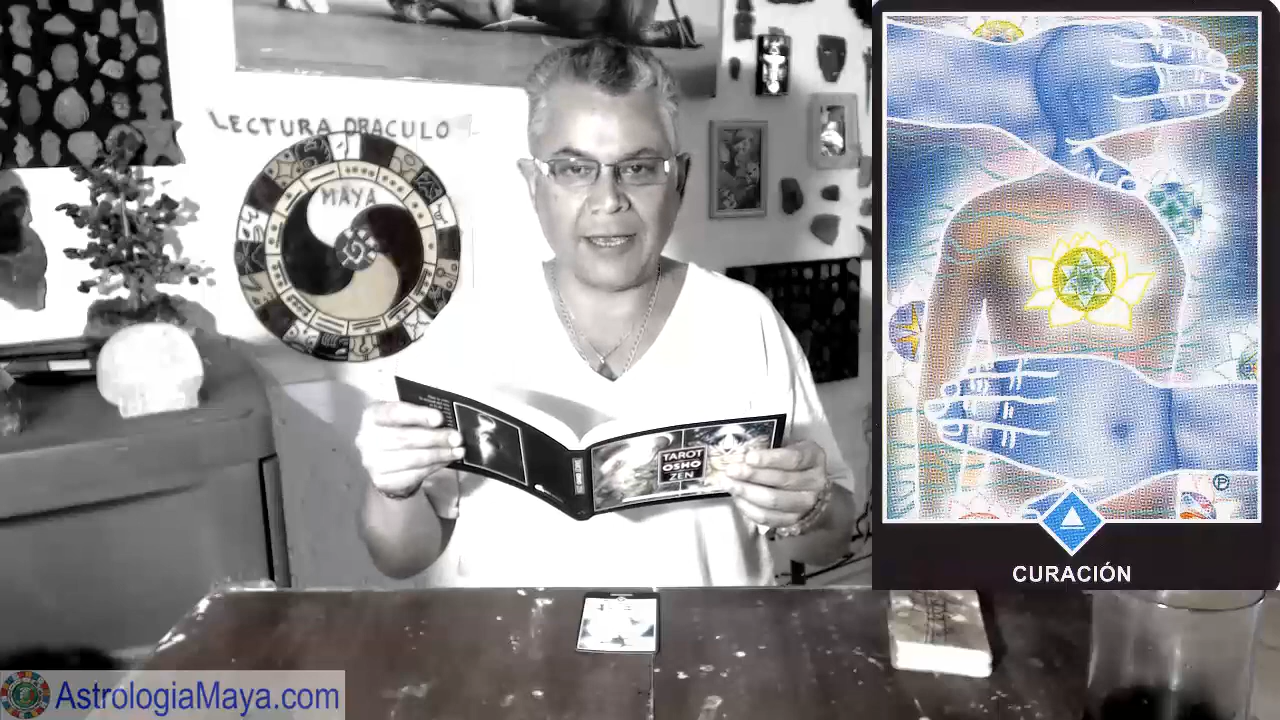 LECTURA ORACULO
MAYA
TAROT
OSHO
ZEN
P
CURACIÓN
AstrologiaMaya.com